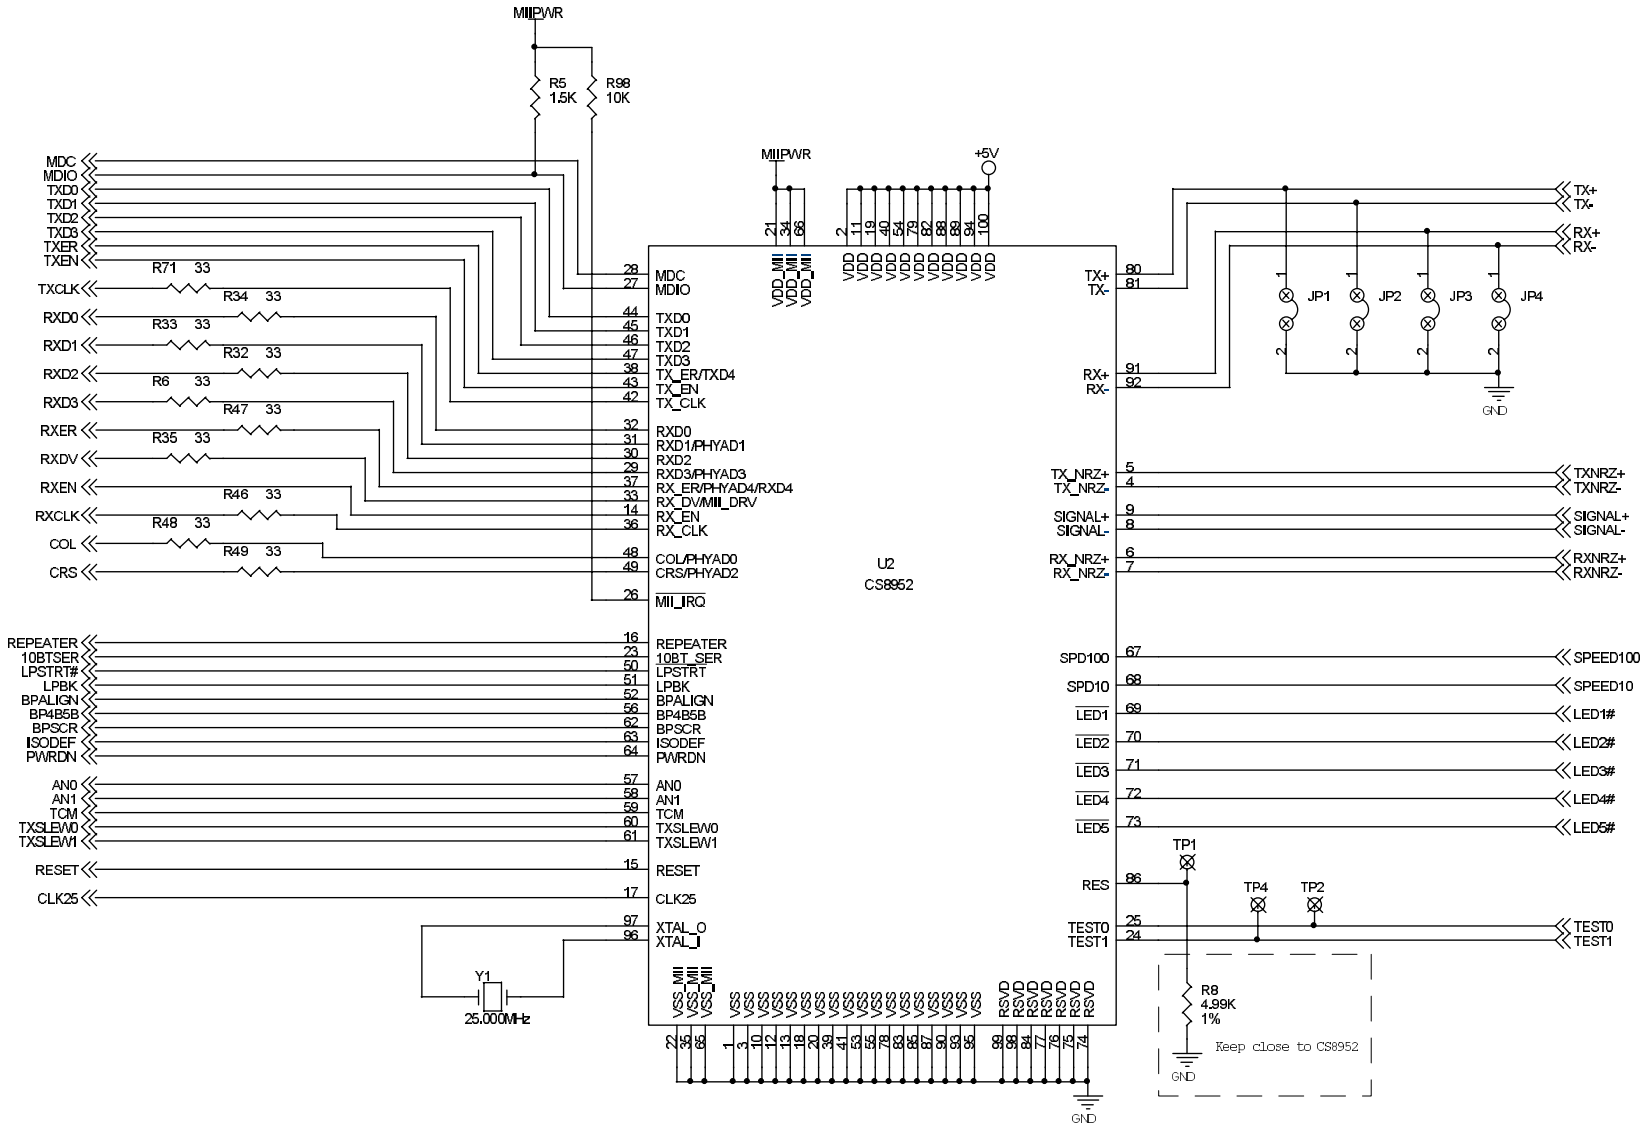 MIIPWR
R5
1.5K
R98
10K
MDC
MDIO
TXD0
TXD1
TXD2
TXD3
TXER
TXEN
TXCLK
RXD0
RXD1
RXD2
RXD3
RXER
RXDV
RXEN
RXCLK
COL
CRS
R71 33
R34 33
R33 33
R32 33
R6 33
R47 33
R35 33
R46 33
R48 33
R49 33
REPEATER
10BTSER
LPSTRT#
LPBK
BPALIGN
BP4B5B
BPSCR
ISODEF
PWRDN
AN0
AN1
TCM
TXSLEW0
TXSLEW1
RESET
CLK25
Y1
25.000MHz
28 MDC
27 MDIO
44 TXD0
45 TXD1
46 TXD2
47 TXD3
38 TX_ER/TXD4
43 TX_EN
42 TX_CLK
32 RXD0
31 RXD1/PHYAD1
30 RXD2
29 RXD3/PHYAD3
37 RX_ER/PHYAD4/RXD4
33 RX_DV/MII_DRV
14 RX_EN
36 RX_CLK
48 COL/PHYAD0
49 CRS/PHYAD2
26 MII_IRQ
16 REPEATER
23 10BT_SER
50 LPSTRT
51 LPBK
52 BPALIGN
56 BP4B5B
62 BPSCR
63 ISODEF
64 PWRDN
57 AN0
58 AN1
59 TCM
60 TXSLEW0
61 TXSLEW1
15 RESET
17 CLK25
97 XTAL_O
96 XTAL_I
MIIPWR
21 VDD_MII
34 VDD_MII
66 VDD_MII
+5V
2 VDD
11 VDD
19 VDD
40 VDD
54 VDD
79 VDD
82 VDD
88 VDD
89 VDD
94 VDD
100 VDD
U2
CS8952
VSS_MII 22
VSS_MII 35
VSS_MII 65
VSS 1
VSS 3
VSS 10
VSS 12
VSS 13
VSS 18
VSS 20
VSS 39
VSS 41
VSS 53
VSS 55
VSS 78
VSS 83
VSS 85
VSS 87
VSS 90
VSS 93
VSS 95
RSVD 99
RSVD 98
RSVD 84
RSVD 77
RSVD 76
RSVD 75
RSVD 74
GND
TX+ 80
TX- 81
RX+ 91
RX- 92
TX_NRZ+ 5
TX_NRZ- 4
SIGNAL+ 9
SIGNAL- 8
RX_NRZ+ 6
RX_NRZ- 7
SPD100 67
SPD10 68
LED1 69
LED2 70
LED3 71
LED4 72
LED5 73
RES 86
TEST0 25
TEST1 24
TX+
TX-
RX+
RX-
1 JP1 2
1 JP2 2
1 JP3 2
1 JP4 2
GND
TXNRZ+
TXNRZ-
SIGNAL+
SIGNAL-
RXNRZ+
RXNRZ-
SPEED100
SPEED10
LED1#
LED2#
LED3#
LED4#
LED5#
TP1
TP4
TP2
TEST0
TEST1
R8
4.99K
1%
Keep close to CS8952
GND